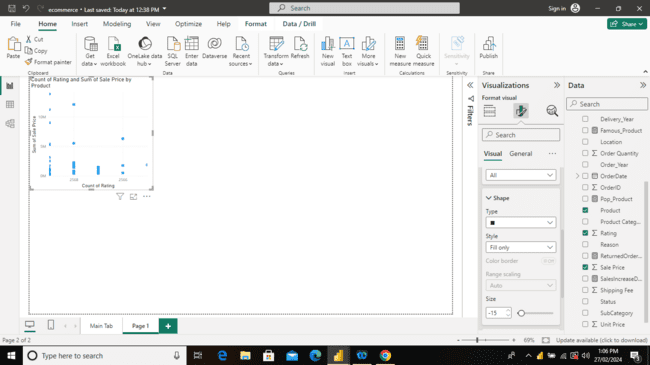 ecommerce • Last saved: Today at 12:38 PM
Search
Sign in
File
Home
Insert
Modeling
View
Optimize
Help
Format
Data / Drill
Share
Paste
Cut
Copy
Format painter
Get data
Excel workbook
OneLake data hub
SQL Server
Enter data
Dataverse
Recent sources
Transform data
Refresh
New visual
Text box
More visuals
New measure
Quick measure
Sensitivity
Publish
Clipboard
Data
Queries
Insert
Calculations
Sensitivity
Share
Count of Rating and Sum of Sale Price by
Product
Sum of Sale Price
Count of Rating
Filters
Visualizations
Format visual
Search
Visual
General
All
Shape
Type
Style
Fill only
Color border
Range scaling
Auto
Size
-15
Data
Search
Delivery_Year
Famous_Product
Location
Order Quantity
Order_Year
OrderDate
OrderID
Pop_Product
Product
Product Categ...
Rating
Reason
ReturnedOrder...
Sale Price
SalesIncreaseD...
Shipping Fee
Status
SubCategory
Unit Price
Main Tab
Page 1
Page 2 of 2
69%
Update available (click to download)
Type here to search
1:06 PM
27/02/2024